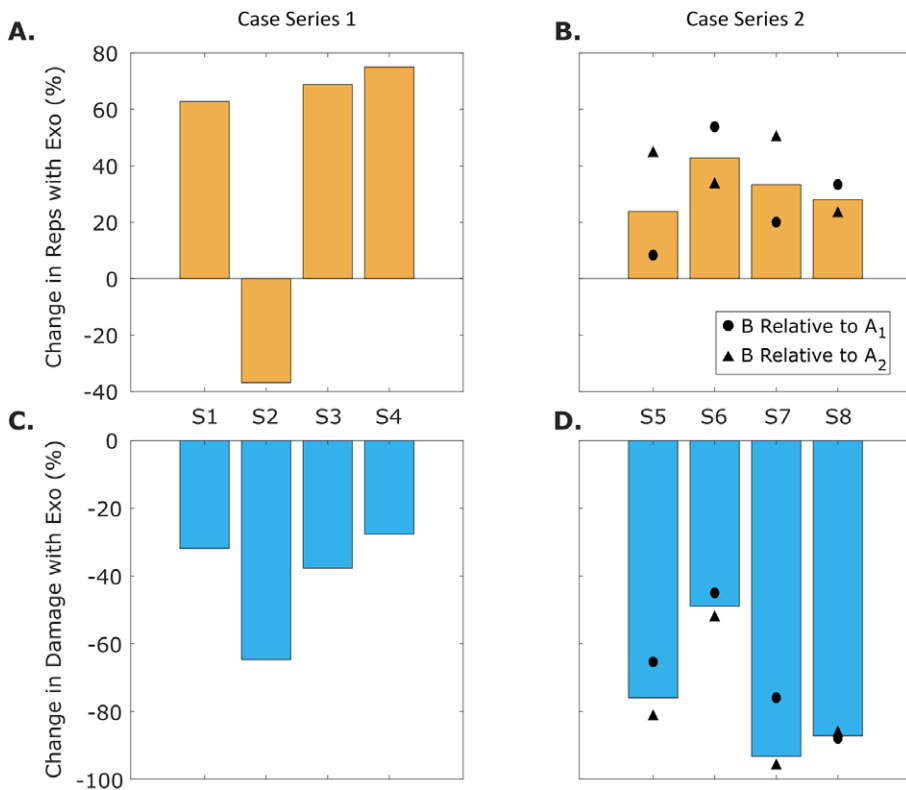 Case Series 1
Case Series 2
A.
B.
Change in Reps with Exo (%)
80
60
40
20
0
-20
-40
B Relative to A₁
B Relative to A₂
C.
S1 S2 S3 S4
D.
S5 S6 S7 S8
Change in Damage with Exo (%)
0
-20
-40
-60
-80
-100